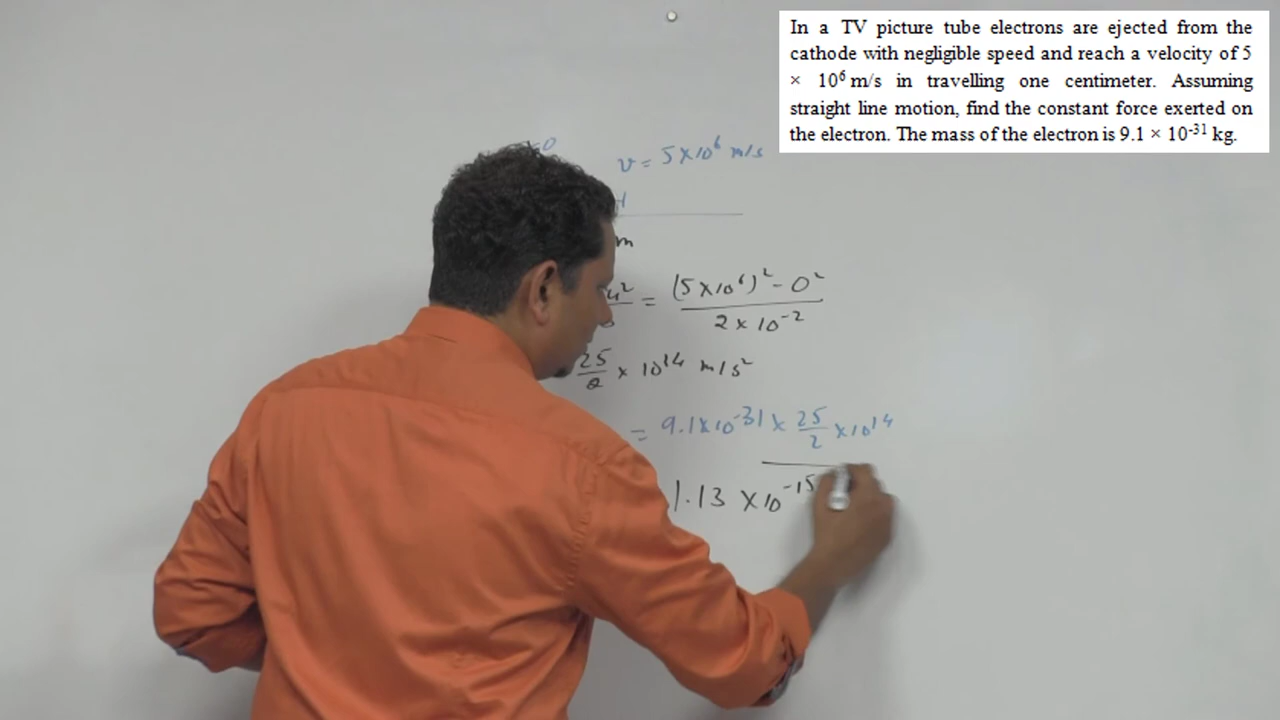 In a TV picture tube electrons are ejected from the
cathode with negligible speed and reach a velocity of 5
× 10⁶ m/s in travelling one centimeter. Assuming
straight line motion, find the constant force exerted on
the electron. The mass of the electron is 9.1 × 10⁻³¹ kg.
v = 5×10⁶ m/s
m
u² = (5×10⁶)² - 0²
2 × 10⁻²
25/2 × 10¹⁴ m/s²
= 9.1×10⁻³¹ × 25/2 ×10¹⁴
1.13 ×10⁻¹⁵